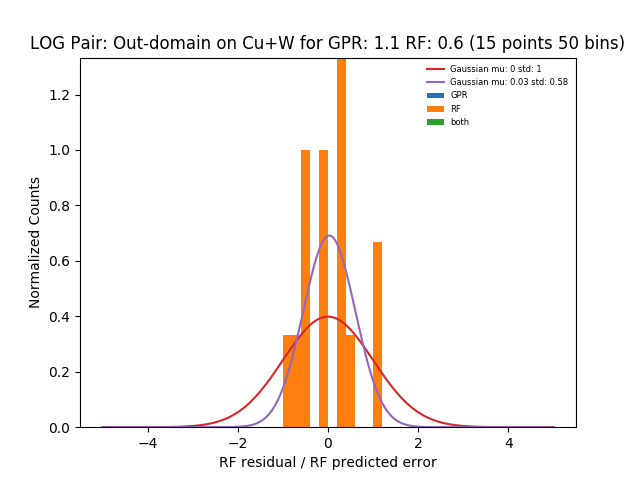 LOG Pair: Out-domain on Cu+W for GPR: 1.1 RF: 0.6 (15 points 50 bins)
Gaussian mu: 0 std: 1
Gaussian mu: 0.03 std: 0.58
GPR
RF
both
Normalized Counts
1.2
1.0
0.8
0.6
0.4
0.2
0.0
−4 −2 0 2 4
RF residual / RF predicted error